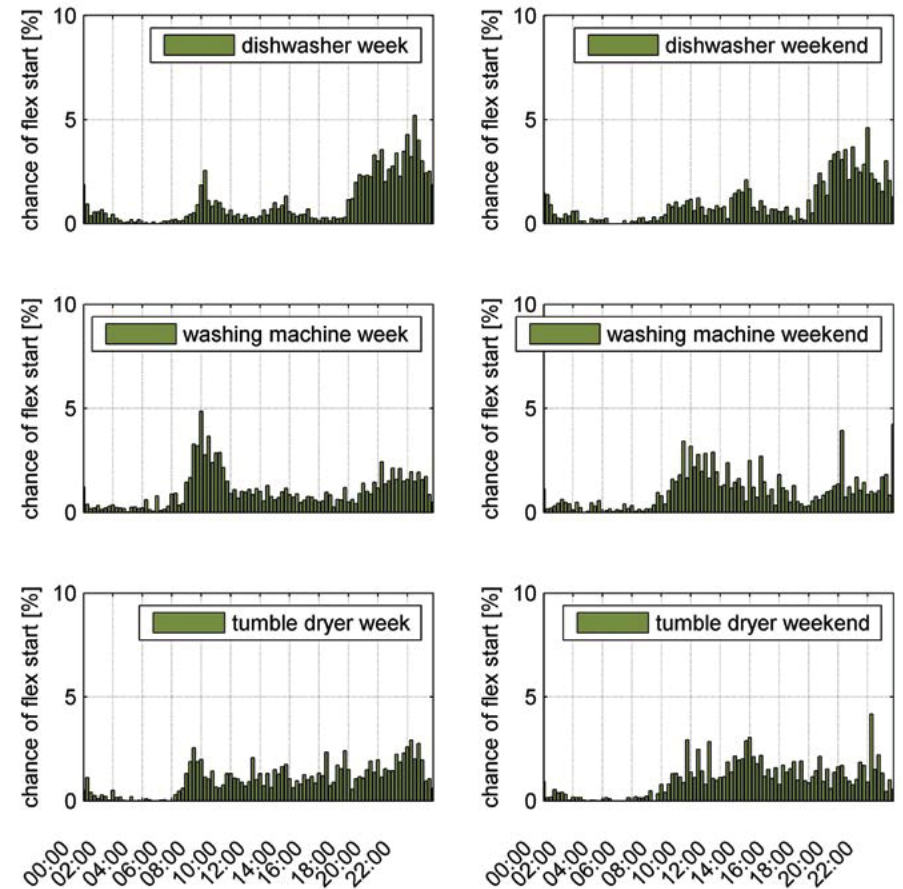 10
dishwasher week
chance of flex start [%]
5
0
10
dishwasher weekend
chance of flex start [%]
5
0
10
washing machine week
chance of flex start [%]
5
0
10
washing machine weekend
chance of flex start [%]
5
0
10
tumble dryer week
chance of flex start [%]
5
0
10
tumble dryer weekend
chance of flex start [%]
5
0
00:00 02:00 04:00 06:00 08:00 10:00 12:00 14:00 16:00 18:00 20:00 22:00
00:00 02:00 04:00 06:00 08:00 10:00 12:00 14:00 16:00 18:00 20:00 22:00